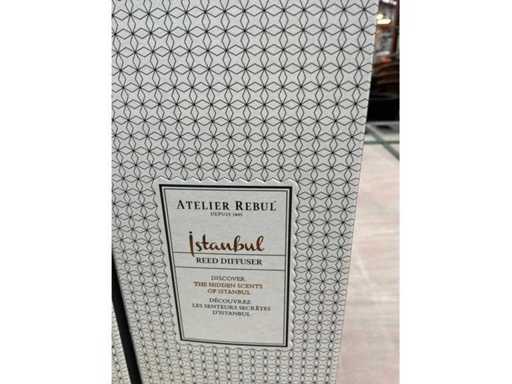 ATELIER REBUL
DEPUIS 1895
İstanbul
REED DIFFUSER
DISCOVER
THE HIDDEN SCENTS
OF ISTANBUL
DÉCOUVREZ
LES SENTEURS SECRÈTES
D'ISTANBUL